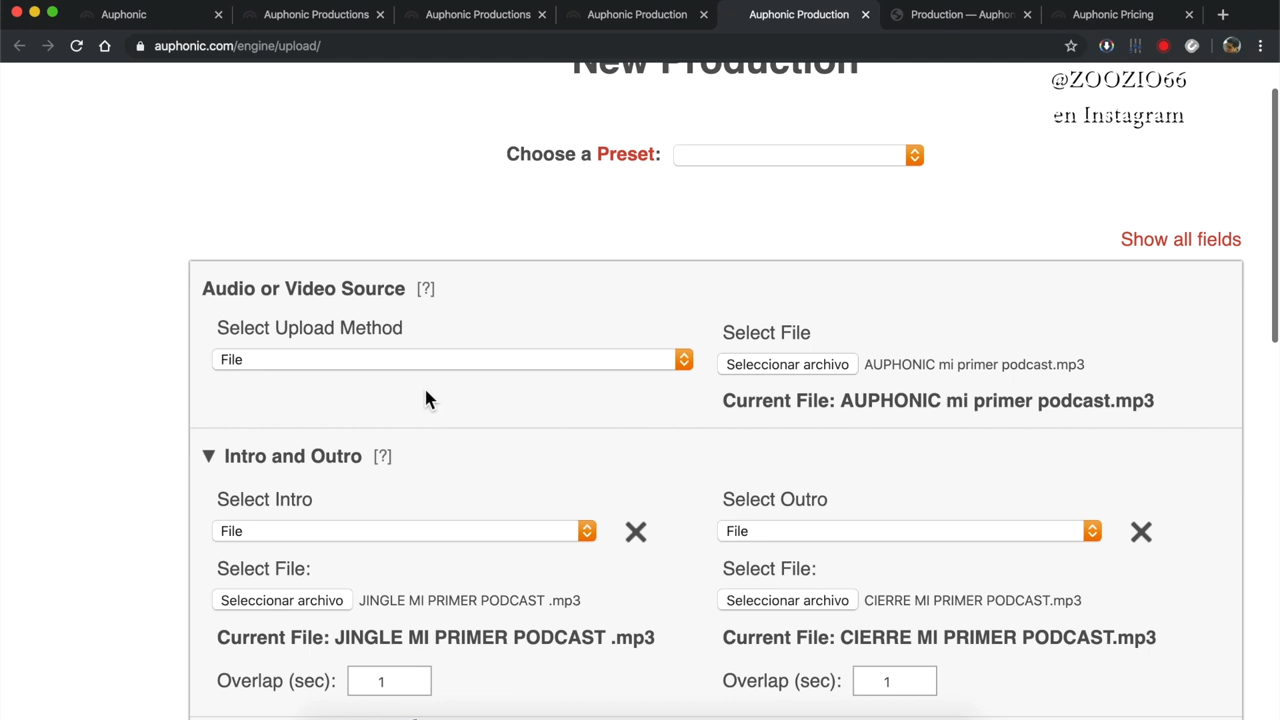 Auphonic
Auphonic Productions
Auphonic Productions
Auphonic Production
Auphonic Production
Production — Auphon
Auphonic Pricing
auphonic.com/engine/upload/
New Production
@ZOOZIO66
en Instagram
Choose a Preset:
Show all fields
Audio or Video Source [?]
Select Upload Method
Select File
File
Seleccionar archivo AUPHONIC mi primer podcast.mp3
Current File: AUPHONIC mi primer podcast.mp3
▼ Intro and Outro [?]
Select Intro
Select Outro
File
File
Select File:
Select File:
Seleccionar archivo JINGLE MI PRIMER PODCAST .mp3
Seleccionar archivo CIERRE MI PRIMER PODCAST.mp3
Current File: JINGLE MI PRIMER PODCAST .mp3
Current File: CIERRE MI PRIMER PODCAST.mp3
Overlap (sec): 1
Overlap (sec): 1